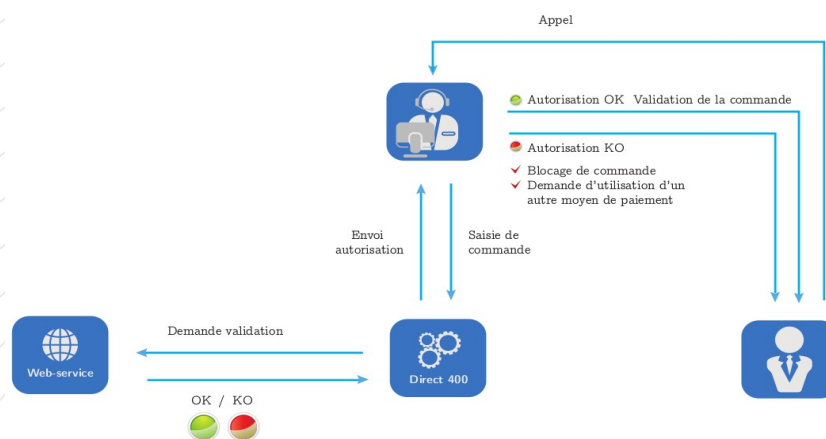 Appel
Autorisation OK Validation de la commande
Autorisation KO
Blocage de commande
Demande d'utilisation d'un
autre moyen de paiement
Envoi
autorisation
Saisie de
commande
Demande validation
Web-service
Direct 400
OK / KO